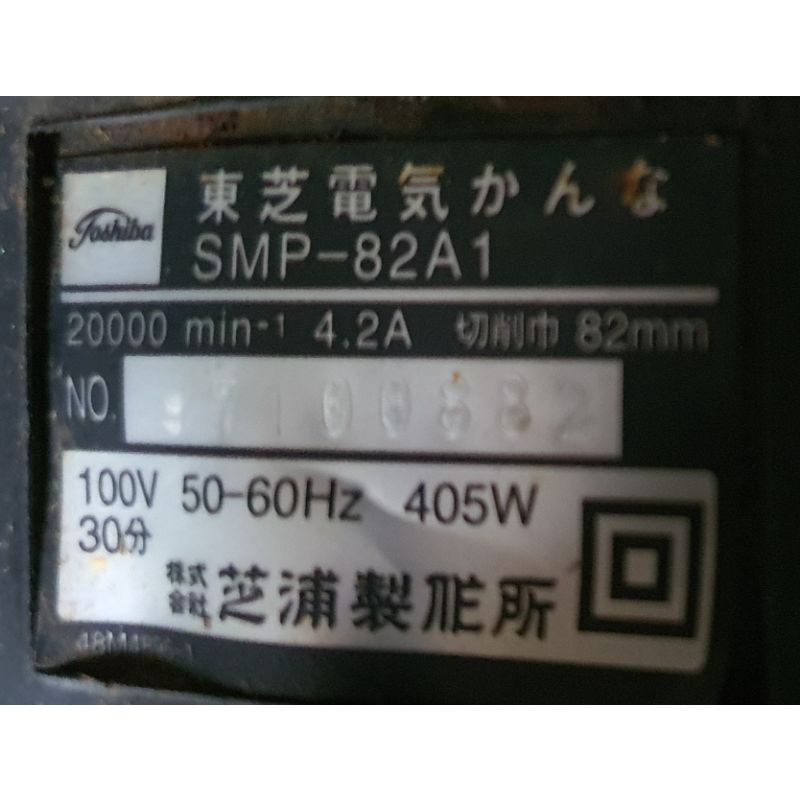 Toshiba
東芝電気かんな
SMP-82A1
20000 min⁻¹ 4.2A 切削巾 82mm
NO.
100V 50-60Hz 405W
30分
株式会社 芝浦製作所